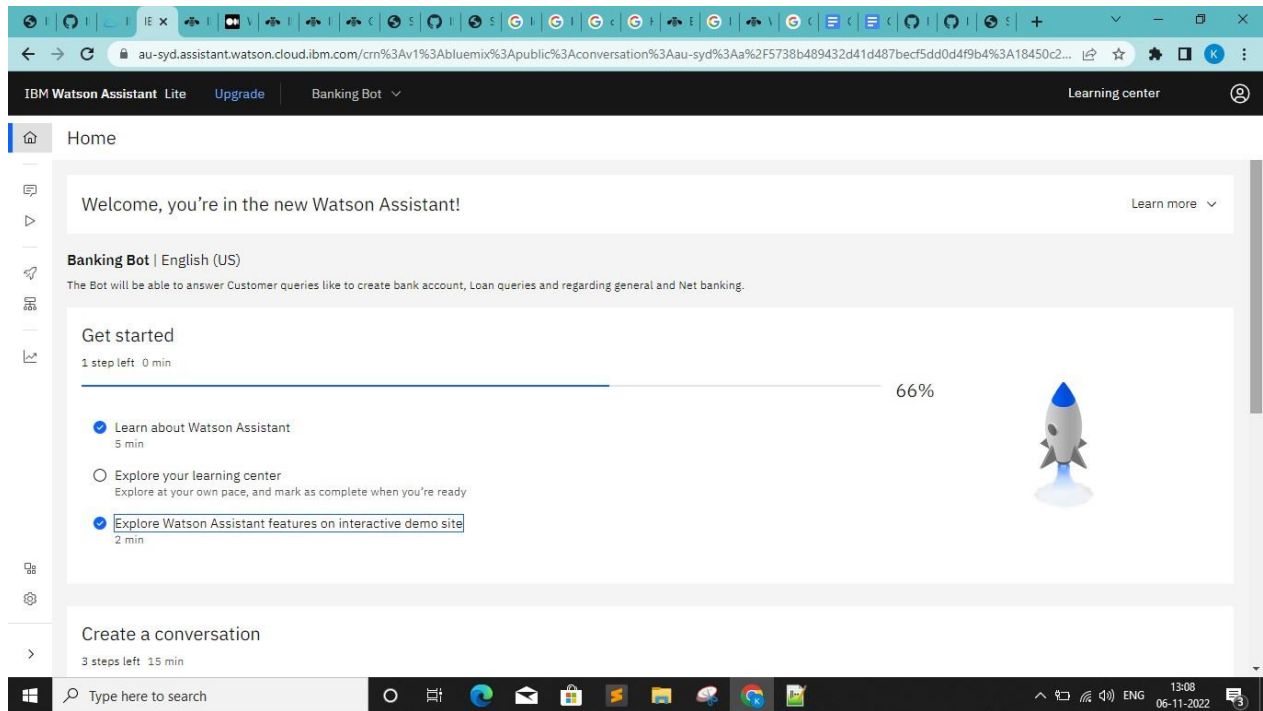 IE
au-syd.assistant.watson.cloud.ibm.com/crn%3Av1%3Abluemix%3Apublic%3Aconversation%3Aau-syd%3Aa%2F5738b489432d41d487becf5dd0d4f9b4%3A18450c2...
K
IBM Watson Assistant Lite Upgrade Banking Bot Learning center
Home
Welcome, you're in the new Watson Assistant! Learn more
Banking Bot | English (US)
The Bot will be able to answer Customer queries like to create bank account, Loan queries and regarding general and Net banking.
Get started
1 step left 0 min
66%
Learn about Watson Assistant
5 min
Explore your learning center
Explore at your own pace, and mark as complete when you're ready
Explore Watson Assistant features on interactive demo site
2 min
Create a conversation
3 steps left 15 min
Type here to search
ENG
13:08
06-11-2022
3